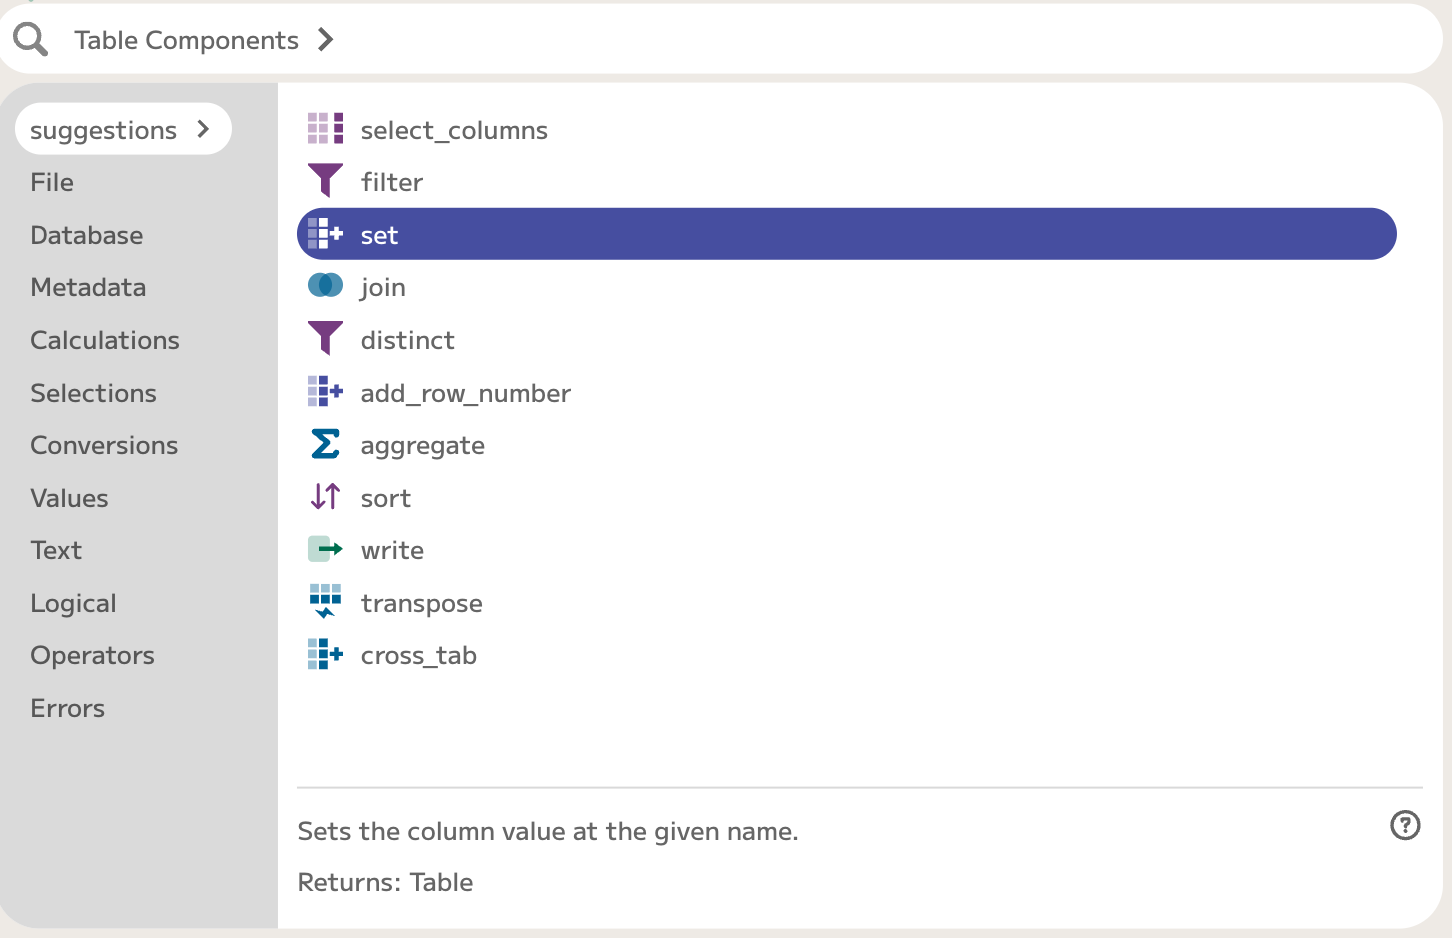 Table Components
suggestions
File
Database
Metadata
Calculations
Selections
Conversions
Values
Text
Logical
Operators
Errors
select_columns
filter
set
join
distinct
add_row_number
aggregate
sort
write
transpose
cross_tab
Sets the column value at the given name.
Returns: Table